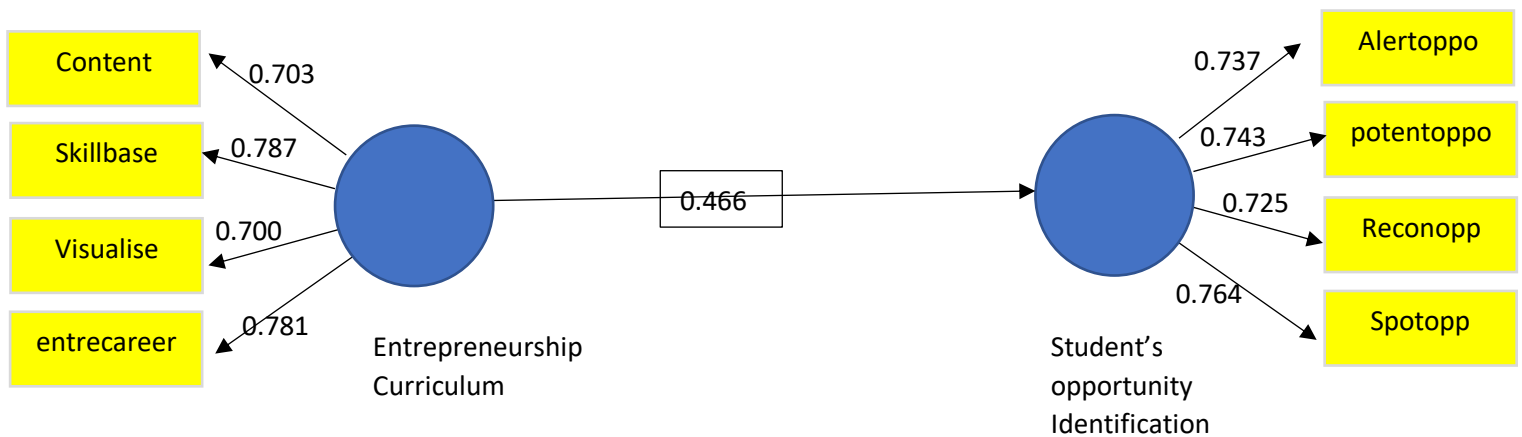 Content
0.703
Skillbase
0.787
Visualise
0.700
entrecareer
0.781
Entrepreneurship
Curriculum
0.466
Alertoppo
0.737
potentoppo
0.743
Reconopp
0.725
Spotopp
0.764
Student’s
opportunity
Identification